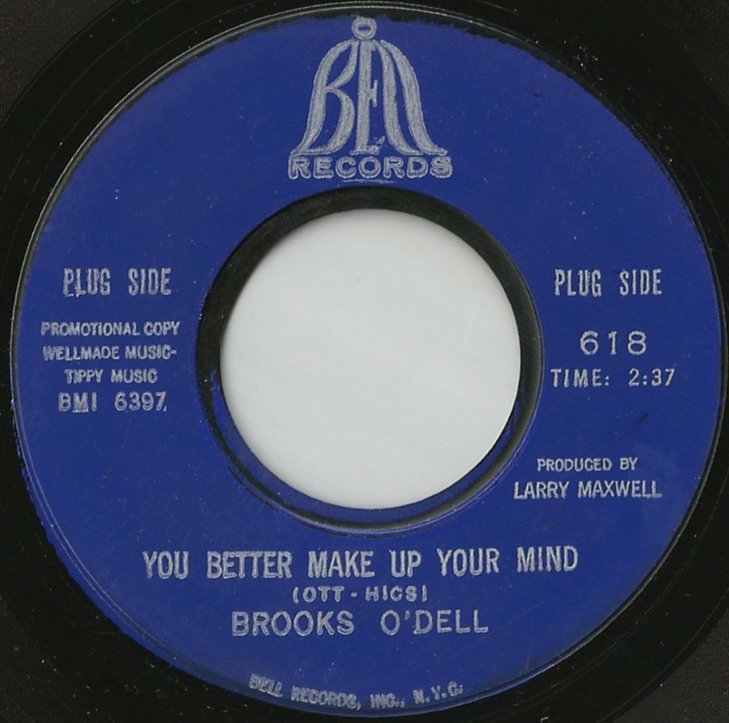 BELL
RECORDS
PLUG SIDE
PROMOTIONAL COPY
WELLMADE MUSIC-
TIPPY MUSIC
BMI 6397
PLUG SIDE
618
TIME: 2:37
PRODUCED BY
LARRY MAXWELL
YOU BETTER MAKE UP YOUR MIND
(OTT - HICS)
BROOKS O'DELL
BELL RECORDS, INC., N.Y.C.